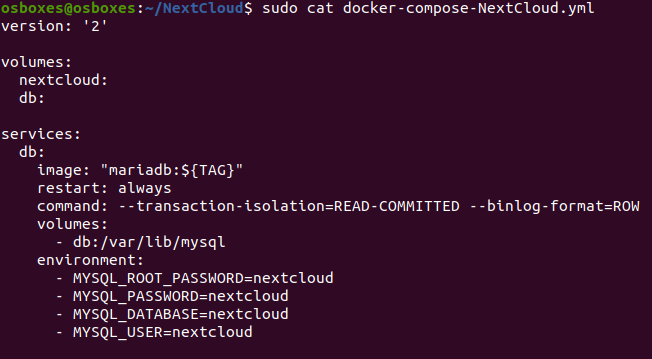 osboxes@osboxes:~/NextCloud$ sudo cat docker-compose-NextCloud.yml
version: '2'

volumes:
  nextcloud:
  db:

services:
  db:
    image: "mariadb:${TAG}"
    restart: always
    command: --transaction-isolation=READ-COMMITTED --binlog-format=ROW
    volumes:
      - db:/var/lib/mysql
    environment:
      - MYSQL_ROOT_PASSWORD=nextcloud
      - MYSQL_PASSWORD=nextcloud
      - MYSQL_DATABASE=nextcloud
      - MYSQL_USER=nextcloud